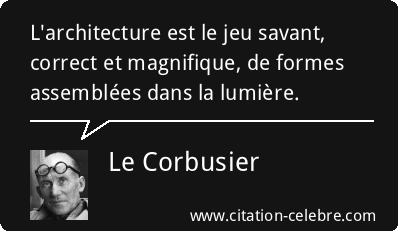 L'architecture est le jeu savant,
correct et magnifique, de formes
assemblées dans la lumière.
Le Corbusier
www.citation-celebre.com